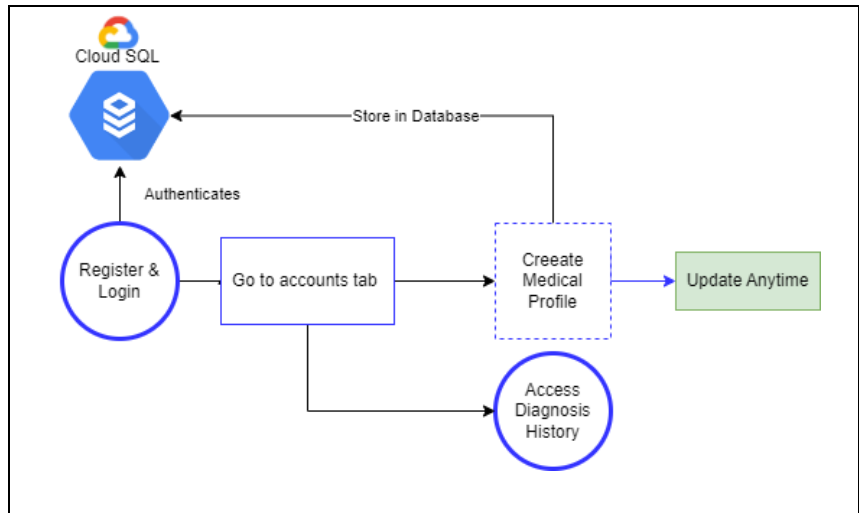 Cloud SQL
Store in Database
Authenticates
Register &
Login
Go to accounts tab
Creeate
Medical
Profile
Update Anytime
Access
Diagnosis
History